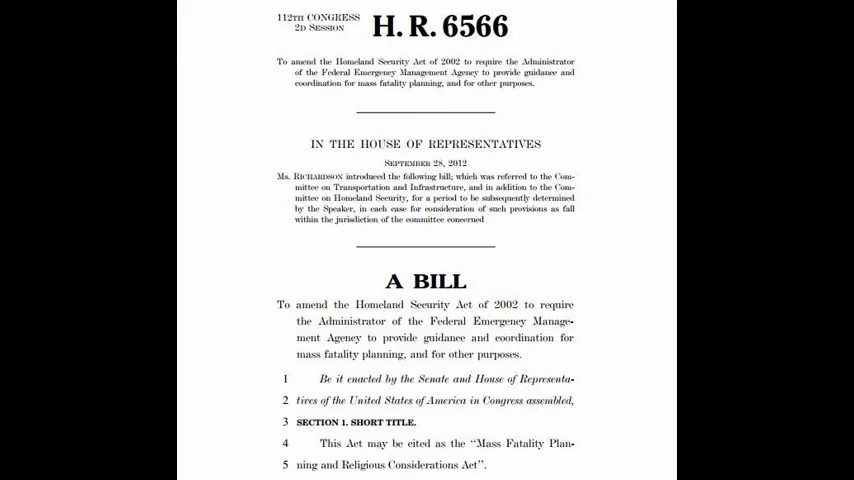 112TH CONGRESS
2D SESSION
H. R. 6566
To amend the Homeland Security Act of 2002 to require the Administrator
of the Federal Emergency Management Agency to provide guidance and
coordination for mass fatality planning, and for other purposes.
IN THE HOUSE OF REPRESENTATIVES
SEPTEMBER 28, 2012
Ms. RICHARDSON introduced the following bill; which was referred to the Com-
mittee on Transportation and Infrastructure, and in addition to the Com-
mittee on Homeland Security, for a period to be subsequently determined
by the Speaker, in each case for consideration of such provisions as fall
within the jurisdiction of the committee concerned
A BILL
To amend the Homeland Security Act of 2002 to require
the Administrator of the Federal Emergency Manage-
ment Agency to provide guidance and coordination for
mass fatality planning, and for other purposes.
1 Be it enacted by the Senate and House of Representa-
2 tives of the United States of America in Congress assembled,
3 SECTION 1. SHORT TITLE.
4 This Act may be cited as the ‘‘Mass Fatality Plan-
5 ning and Religious Considerations Act’’.